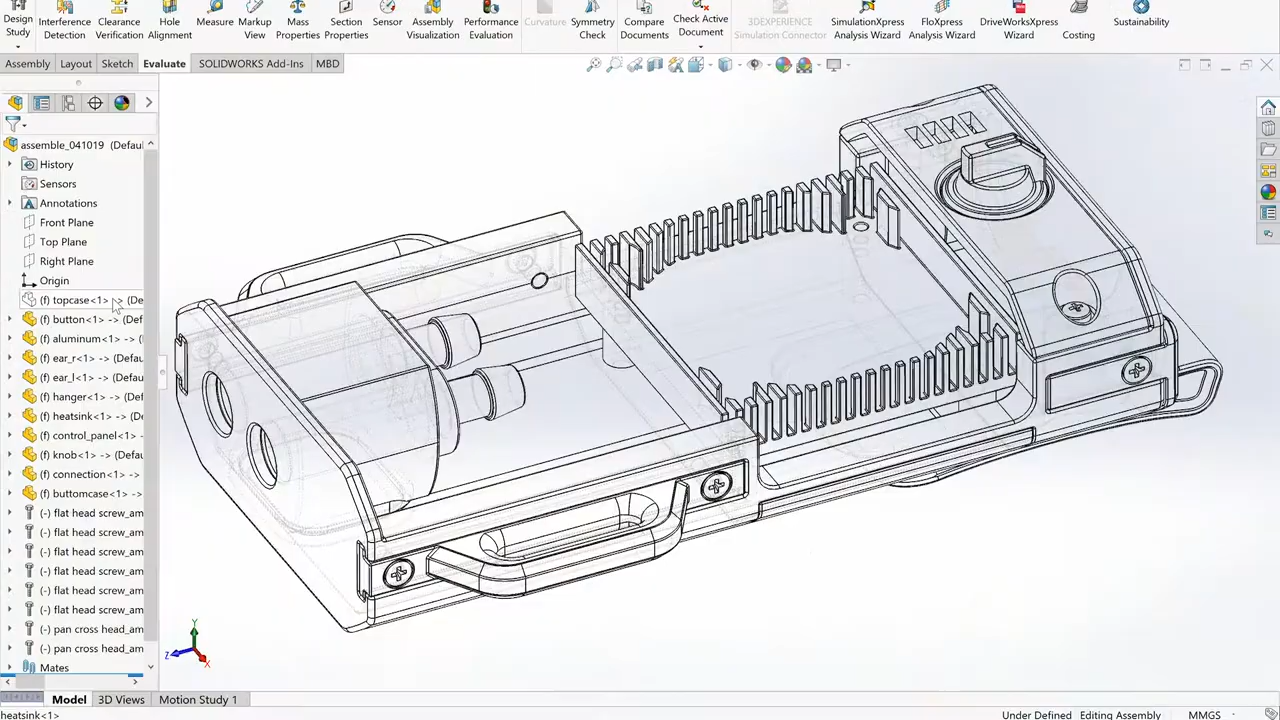 Design Study
Interference Detection
Clearance Verification
Hole Alignment
Measure
Markup View
Mass Properties
Section Properties
Sensor
Assembly Visualization
Performance Evaluation
Curvature
Symmetry Check
Compare Documents
Check Active Document
3DEXPERIENCE Simulation Connector
SimulationXpress Analysis Wizard
FloXpress Analysis Wizard
DriveWorksXpress Wizard
Costing
Sustainability
Assembly
Layout
Sketch
Evaluate
SOLIDWORKS Add-Ins
MBD
assemble_041019 (Defau
History
Sensors
Annotations
Front Plane
Top Plane
Right Plane
Origin
(f) topcase<1> -> (De
(f) button<1> -> (Def
(f) aluminum<1> -> (
(f) ear_r<1> -> (Defau
(f) ear_l<1> -> (Defau
(f) hanger<1> -> (Def
(f) heatsink<1> -> (De
(f) control_panel<1> -
(f) knob<1> -> (Defau
(f) connection<1> ->
(f) buttomcase<1> ->
(-) flat head screw_am
(-) flat head screw_am
(-) flat head screw_am
(-) flat head screw_am
(-) flat head screw_am
(-) flat head screw_am
(-) pan cross head_am
(-) pan cross head_am
Mates
Y
Z
X
Model
3D Views
Motion Study 1
heatsink<1>
Under Defined
Editing Assembly
MMGS